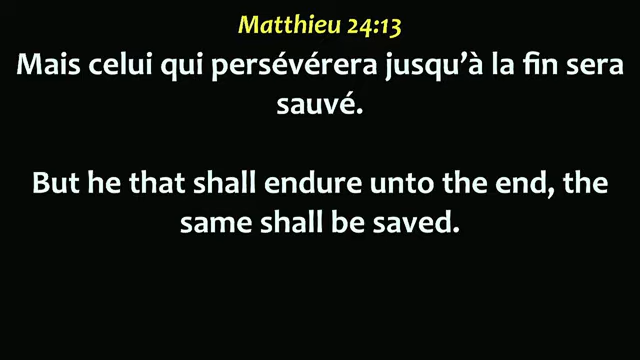 Matthieu 24:13
Mais celui qui persévérera jusqu’à la fin sera
sauvé.
But he that shall endure unto the end, the
same shall be saved.